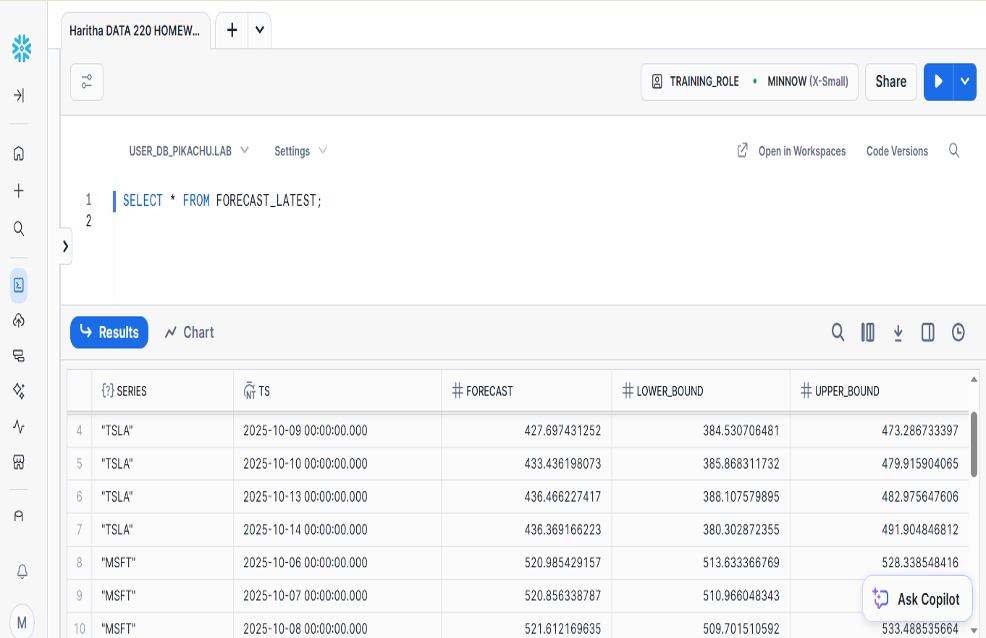 Haritha DATA 220 HOMEW...
TRAINING_ROLE • MINNOW (X-Small)
Share
USER_DB_PIKACHU.LAB
Settings
Open in Workspaces
Code Versions
1 SELECT * FROM FORECAST_LATEST;
2
Results
Chart
{?} SERIES NT TS # FORECAST # LOWER_BOUND # UPPER_BOUND
4 "TSLA" 2025-10-09 00:00:00.000 427.697431252 384.530706481 473.286733397
5 "TSLA" 2025-10-10 00:00:00.000 433.436198073 385.868311732 479.915904065
6 "TSLA" 2025-10-13 00:00:00.000 436.466227417 388.107579895 482.975647606
7 "TSLA" 2025-10-14 00:00:00.000 436.369166223 380.302872355 491.904846812
8 "MSFT" 2025-10-06 00:00:00.000 520.985429157 513.633366769 528.338548416
9 "MSFT" 2025-10-07 00:00:00.000 520.856338787 510.966048343
Ask Copilot
10 "MSFT" 2025-10-08 00:00:00.000 521.612169635 509.701510592 533.488535664
M